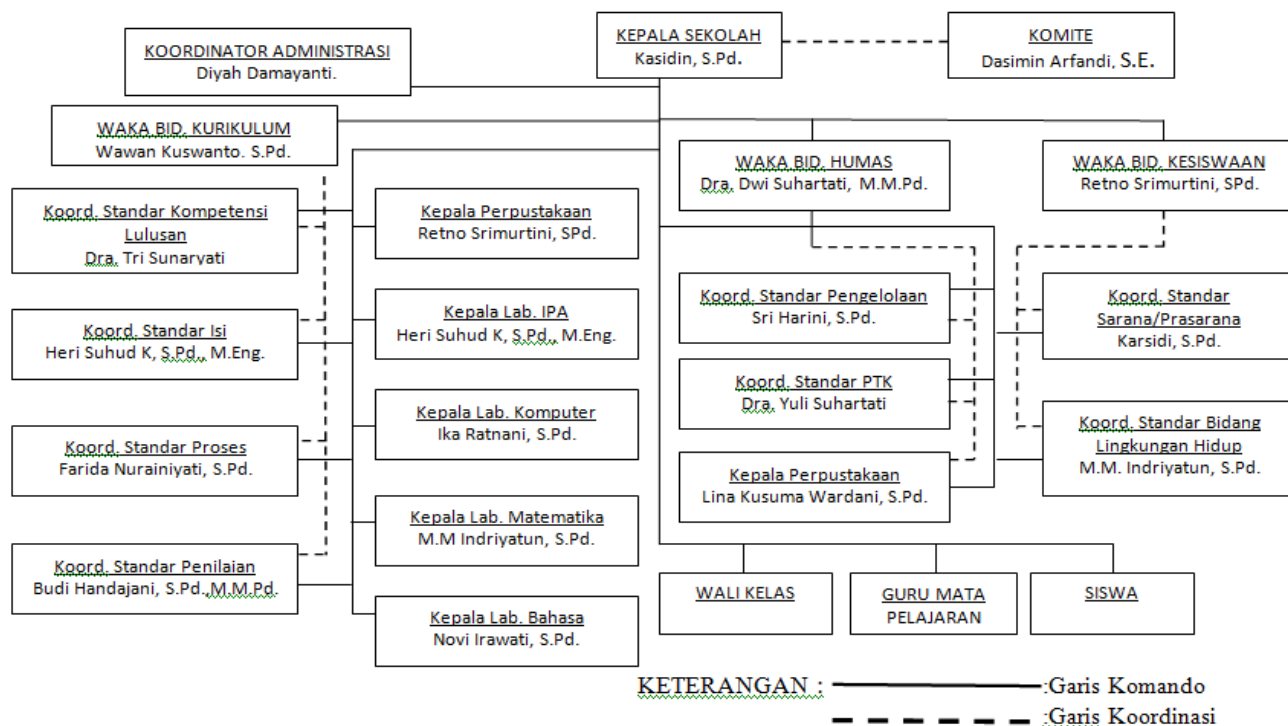 KOORDINATOR ADMINISTRASI
Diyah Damayanti.
KEPALA SEKOLAH
Kasidin, S.Pd.
KOMITE
Dasimin Arfandi, S.E.
WAKA BID. KURIKULUM
Wawan Kuswanto. S.Pd.
WAKA BID. HUMAS
Dra, Dwi Suhartati, M.M.Pd.
WAKA BID. KESISWAAN
Retno Srimurtini, SPd.
Koord. Standar Kompetensi
Lulusan
Dra, Tri Sunaryati
Kepala Perpustakaan
Retno Srimurtini, SPd.
Koord. Standar Isi
Heri Suhud K, S.Pd., M.Eng.
Kepala Lab. IPA
Heri Suhud K, S.Pd., M.Eng.
Koord. Standar Pengelolaan
Sri Harini, S.Pd.
Koord. Standar
Sarana/Prasarana
Karsidi, S.Pd.
Koord. Standar Proses
Farida Nurainiyati, S.Pd.
Kepala Lab. Komputer
Ika Ratnani, S.Pd.
Koord. Standar PTK
Dra, Yuli Suhartati
Koord. Standar Bidang
Lingkungan Hidup
M.M. Indriyatun, S.Pd.
Kepala Perpustakaan
Lina Kusuma Wardani, S.Pd.
Koord. Standar Penilaian
Budi Handajani, S.Pd.,M.M.Pd.
Kepala Lab. Matematika
M.M Indriyatun, S.Pd.
Kepala Lab. Bahasa
Novi Irawati, S.Pd.
WALI KELAS
GURU MATA
PELAJARAN
SISWA
KETERANGAN : :Garis Komando
:Garis Koordinasi